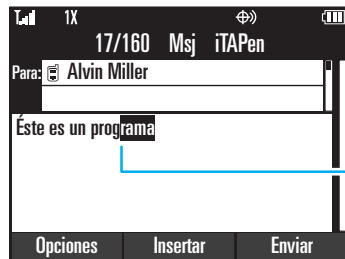 1X
17/160 Msj iTAPen
Para: Alvin Miller
Éste es un programa
Opciones Insertar Enviar